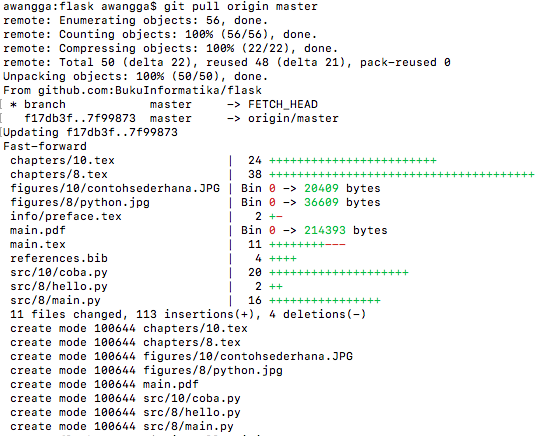 awangga:flask awangga$ git pull origin master
remote: Enumerating objects: 56, done.
remote: Counting objects: 100% (56/56), done.
remote: Compressing objects: 100% (22/22), done.
remote: Total 50 (delta 22), reused 48 (delta 21), pack-reused 0
Unpacking objects: 100% (50/50), done.
From github.com:BukuInformatika/flask
[ * branch            master     -> FETCH_HEAD
   f17db3f..7f99873  master     -> origin/master
[Updating f17db3f..7f99873
Fast-forward
 chapters/10.tex                 |  24 ++++++++++++++++++++++++
 chapters/8.tex                  |  38 ++++++++++++++++++++++++++++++++++++++
 figures/10/contohsederhana.JPG | Bin 0 -> 20409 bytes
 figures/8/python.jpg            | Bin 0 -> 36609 bytes
 info/preface.tex                |   2 +-
 main.pdf                        | Bin 0 -> 214393 bytes
 main.tex                        |  11 ++++++++---
 references.bib                  |   4 ++++
 src/10/coba.py                  |  20 ++++++++++++++++++++
 src/8/hello.py                  |   2 ++
 src/8/main.py                   |  16 ++++++++++++++++
 11 files changed, 113 insertions(+), 4 deletions(-)
 create mode 100644 chapters/10.tex
 create mode 100644 chapters/8.tex
 create mode 100644 figures/10/contohsederhana.JPG
 create mode 100644 figures/8/python.jpg
 create mode 100644 main.pdf
 create mode 100644 src/10/coba.py
 create mode 100644 src/8/hello.py
 create mode 100644 src/8/main.py